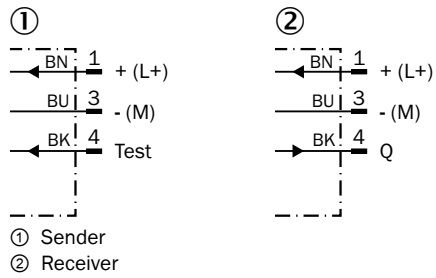 ① ②
BN 1 + (L+) BN 1 + (L+)
BU 3 - (M) BU 3 - (M)
BK 4 Test BK 4 Q
① Sender
② Receiver